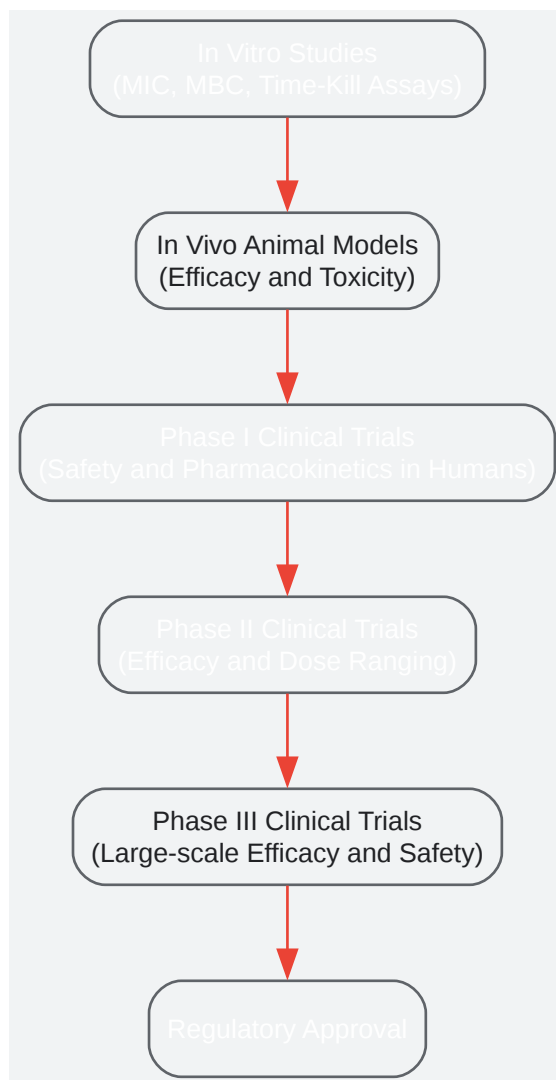 In Vitro Studies
(MIC, MBC, Time-Kill Assays)
In Vivo Animal Models
(Efficacy and Toxicity)
Phase I Clinical Trials
(Safety and Pharmacokinetics in Humans)
Phase II Clinical Trials
(Efficacy and Dose Ranging)
Phase III Clinical Trials
(Large-scale Efficacy and Safety)
Regulatory Approval